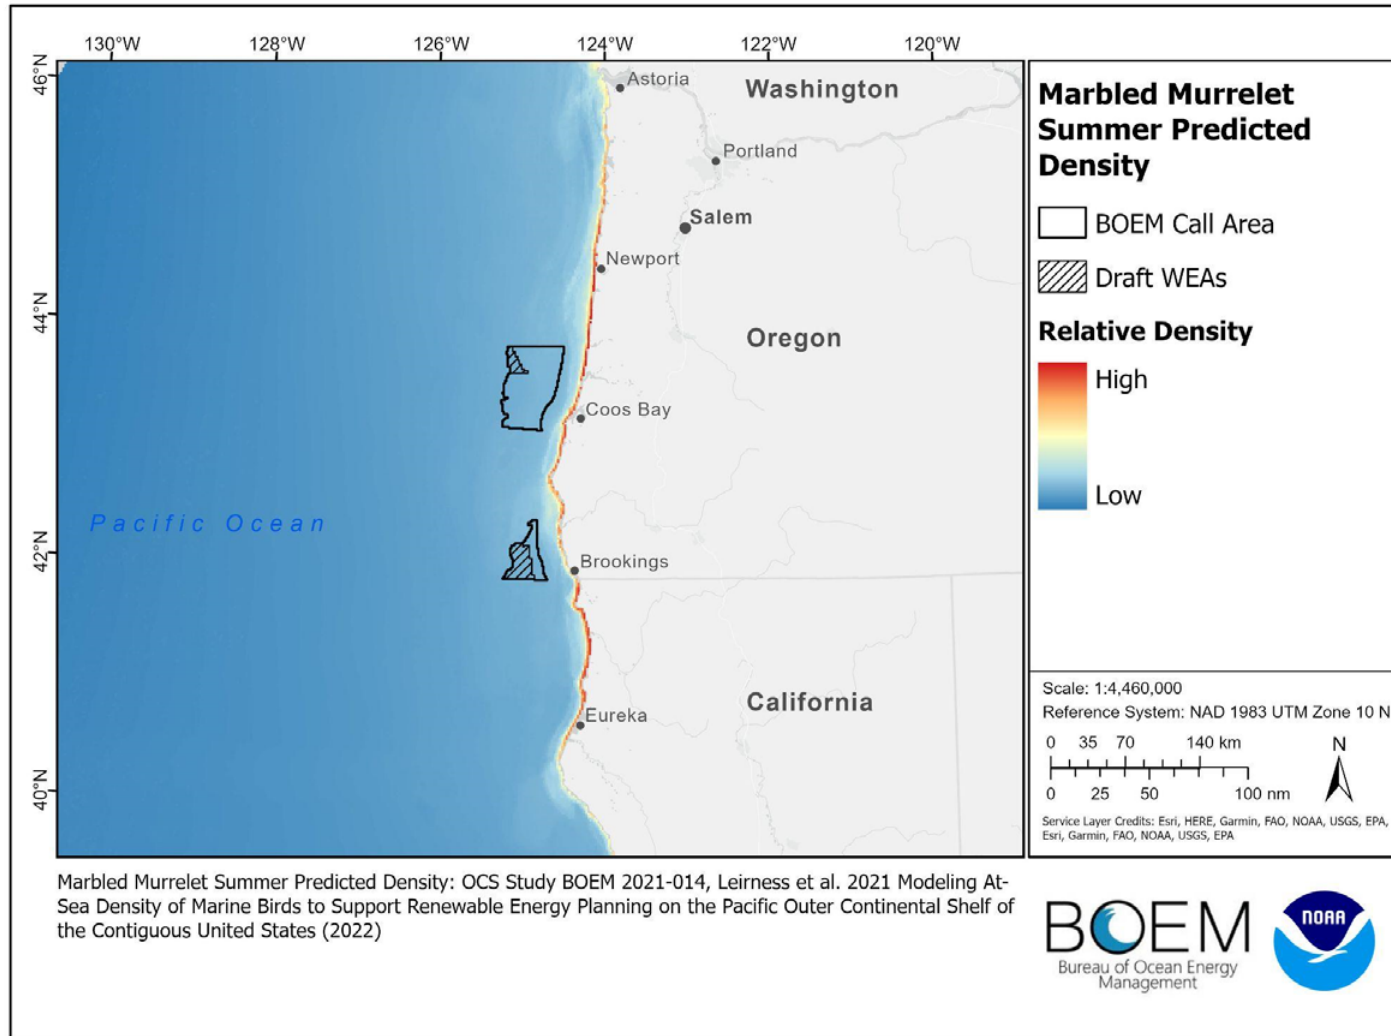 130°W 128°W 126°W 124°W 122°W 120°W
46°N
44°N
42°N
40°N
Astoria
Washington
Portland
Salem
Newport
Oregon
Coos Bay
Pacific Ocean
Brookings
California
Eureka
Marbled Murrelet
Summer Predicted
Density
BOEM Call Area
Draft WEAs
Relative Density
High
Low
Scale: 1:4,460,000
Reference System: NAD 1983 UTM Zone 10 N
0 35 70 140 km
N
0 25 50 100 nm
Service Layer Credits: Esri, HERE, Garmin, FAO, NOAA, USGS, EPA,
Esri, Garmin, FAO, NOAA, USGS, EPA
Marbled Murrelet Summer Predicted Density: OCS Study BOEM 2021-014, Leirness et al. 2021 Modeling At-
Sea Density of Marine Birds to Support Renewable Energy Planning on the Pacific Outer Continental Shelf of
the Contiguous United States (2022)
BOEM
Bureau of Ocean Energy
Management
NOAA